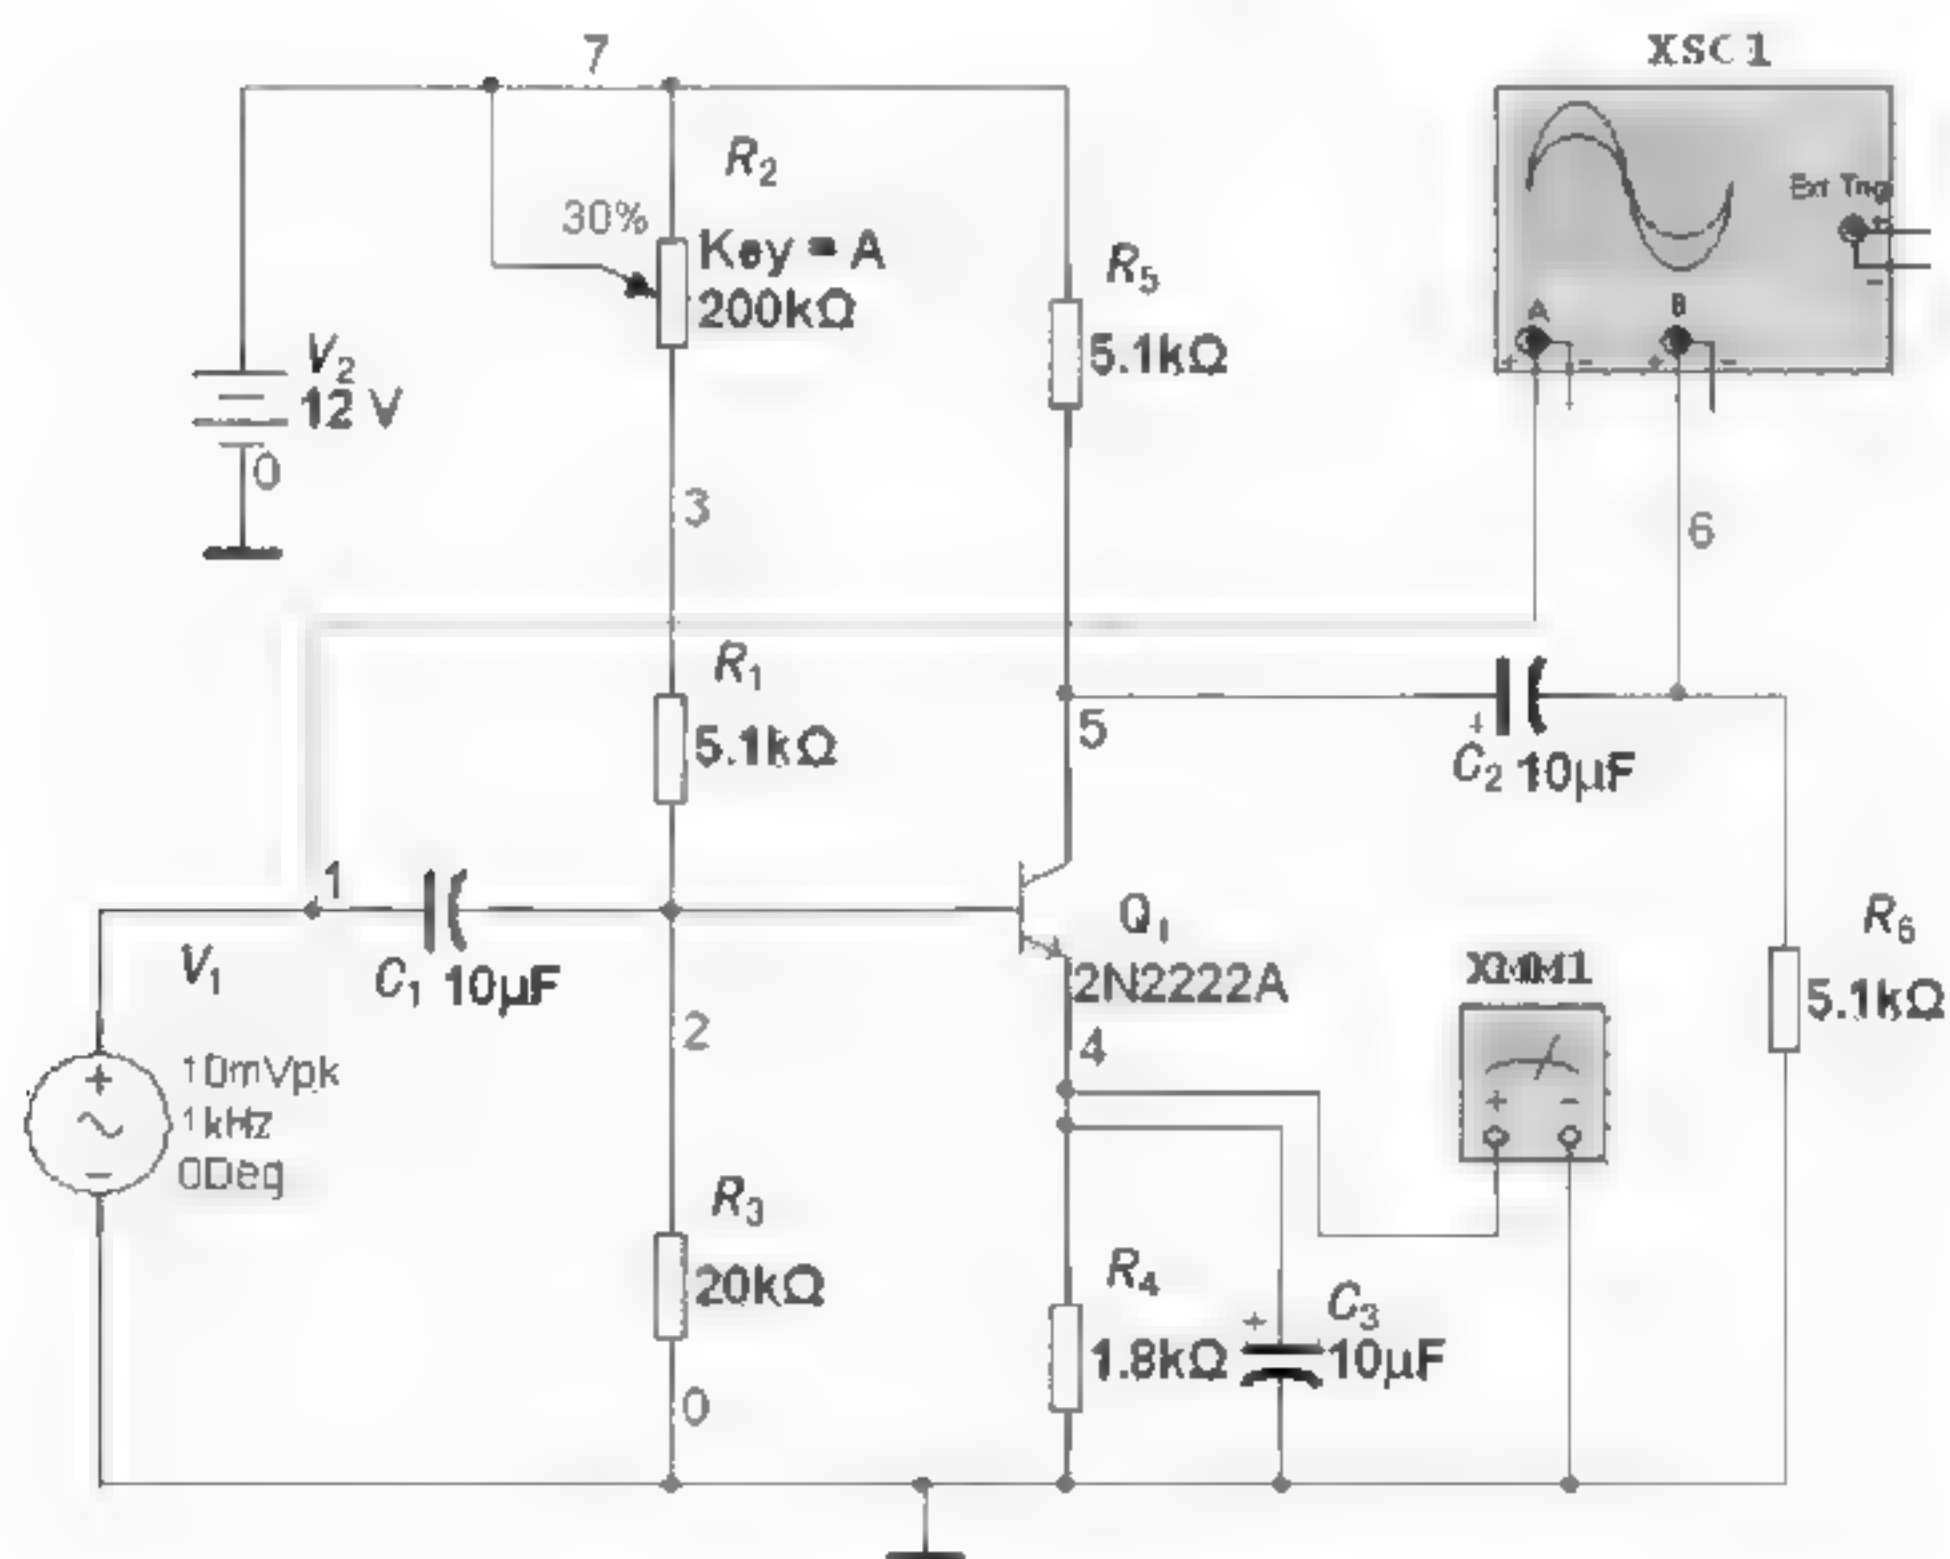 XSC1
7
R2
30%
Key = A
200kΩ
R5
5.1kΩ
Ext Trig
+
-
A
B
+ - + -
V2
12 V
0
3
6
R1
5.1kΩ
5
+
C2 10μF
1
V1
C1 10μF
Q1
2N2222A
R6
5.1kΩ
XMM1
2
4
+
~
-
10mVpk
1kHz
0Deg
+ -
R3
20kΩ
R4
1.8kΩ
+
C3
10μF
0